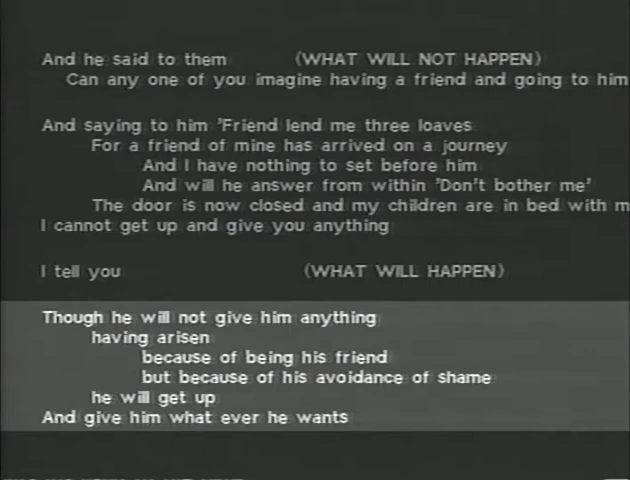 And he said to them (WHAT WILL NOT HAPPEN)
Can any one of you imagine having a friend and going to him
And saying to him 'Friend lend me three loaves
For a friend of mine has arrived on a journey
And I have nothing to set before him
And will he answer from within 'Don't bother me'
The door is now closed and my children are in bed with m
I cannot get up and give you anything
I tell you (WHAT WILL HAPPEN)
Though he will not give him anything
having arisen
because of being his friend
but because of his avoidance of shame
he will get up
And give him what ever he wants